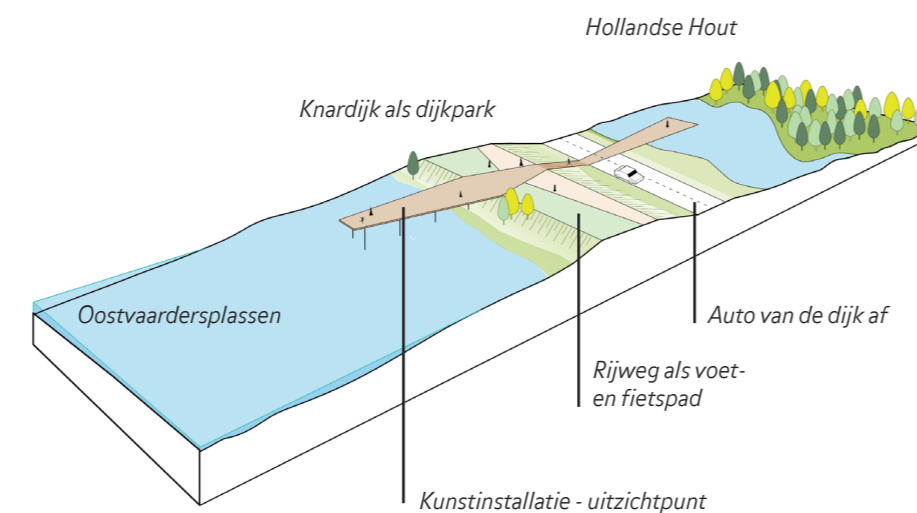 Hollandse Hout
Knardijk als dijkpark
Oostvaardersplassen
Auto van de dijk af
Rijweg als voet-
en fietspad
Kunstinstallatie - uitzichtpunt